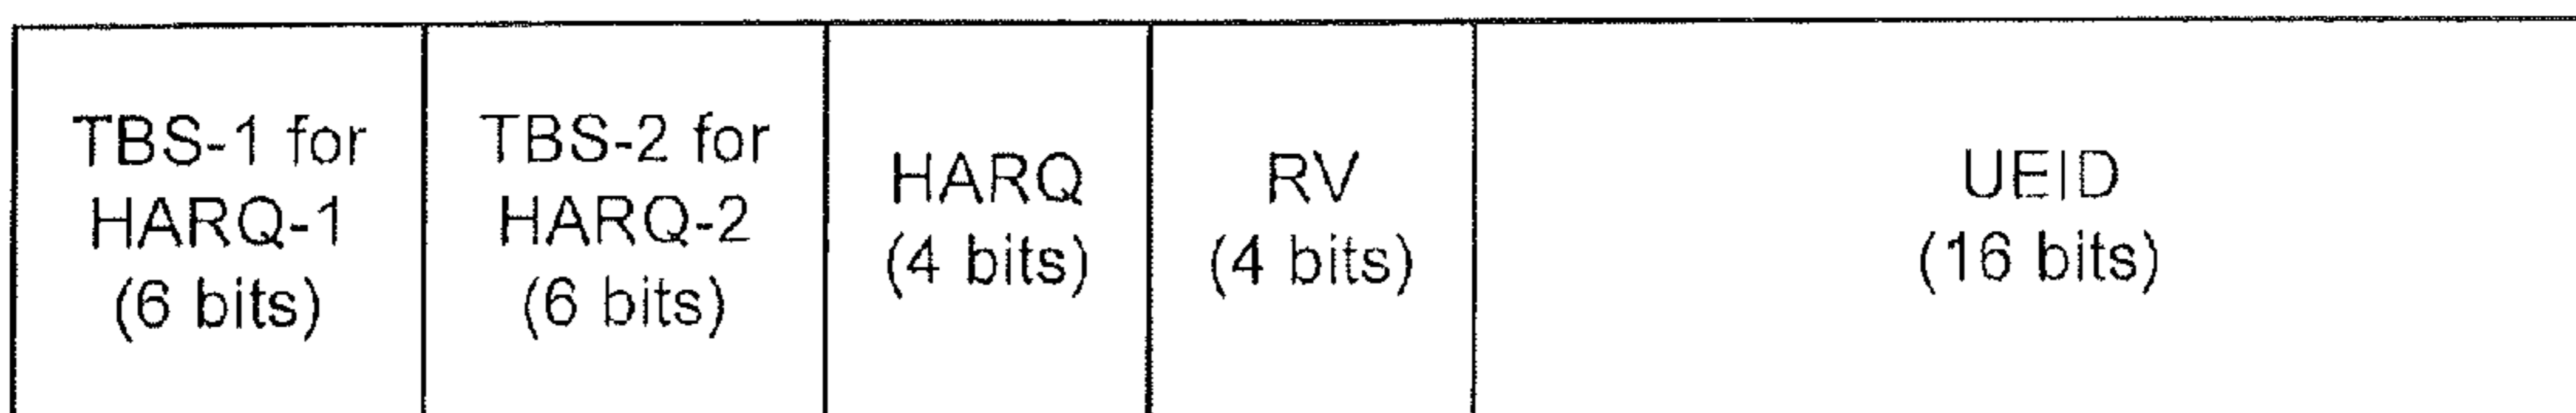 TBS-1 for
HARQ-1
(6 bits)
TBS-2 for
HARQ-2
(6 bits)
HARQ
(4 bits)
RV
(4 bits)
UEID
(16 bits)